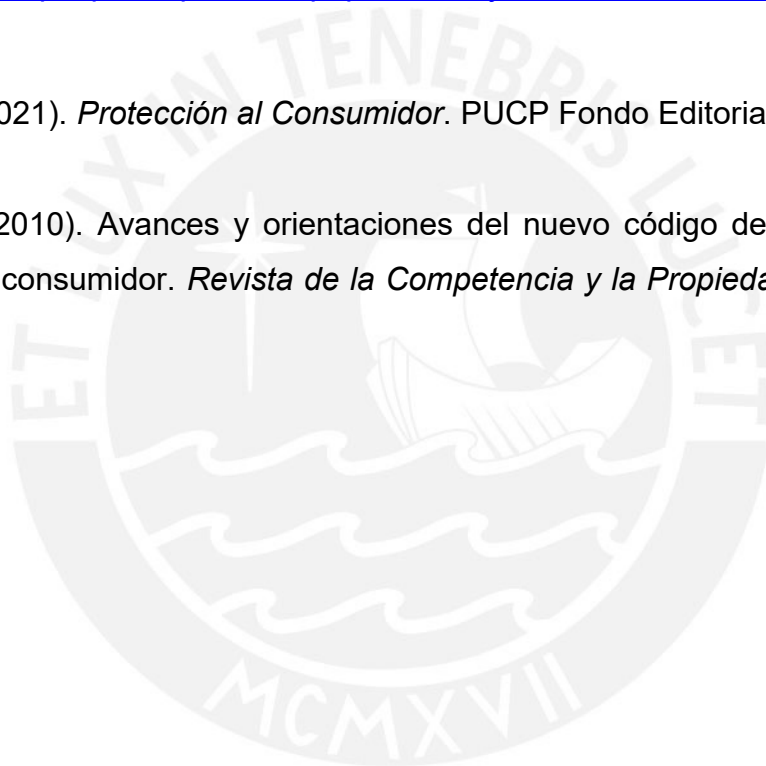 021). Protección al Consumidor. PUCP Fondo Editoria
2010). Avances y orientaciones del nuevo código de
consumidor. Revista de la Competencia y la Propieda
ET LUX IN TENEBRIS LUCET
MCMXVII